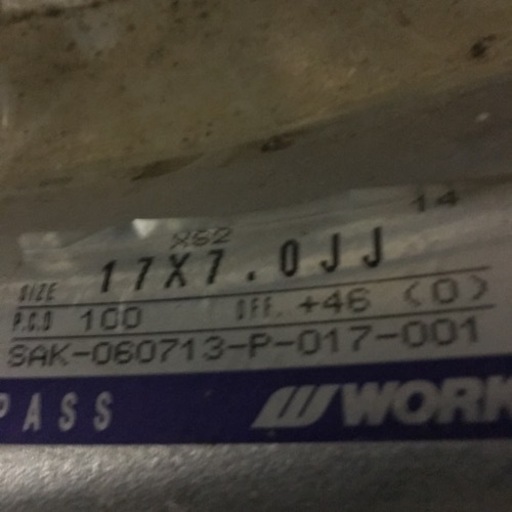 14
X62
SIZE 17X7.0JJ
P.C.D 100 OFF. +46 <0>
SAK-060713-P-017-001
PASS WORK